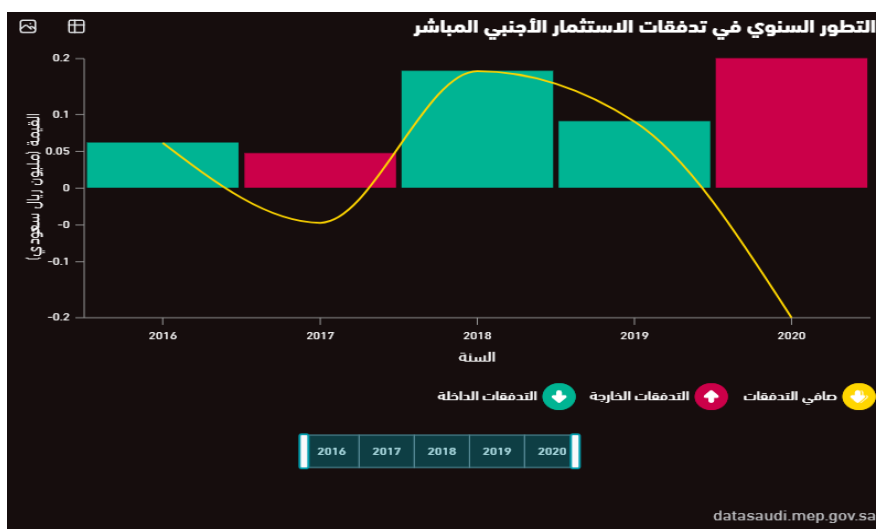 التطور السنوي في تدفقات الاستثمار الأجنبي المباشر
القيمة (مليون ريال سعودي)
0.2
0.1
0.05
0
-0
-0.1
-0.2
2016 2017 2018 2019 2020
السنة
صافي التدفقات التدفقات الخارجة التدفقات الداخلة
2016 2017 2018 2019 2020
datasaudi.mep.gov.sa